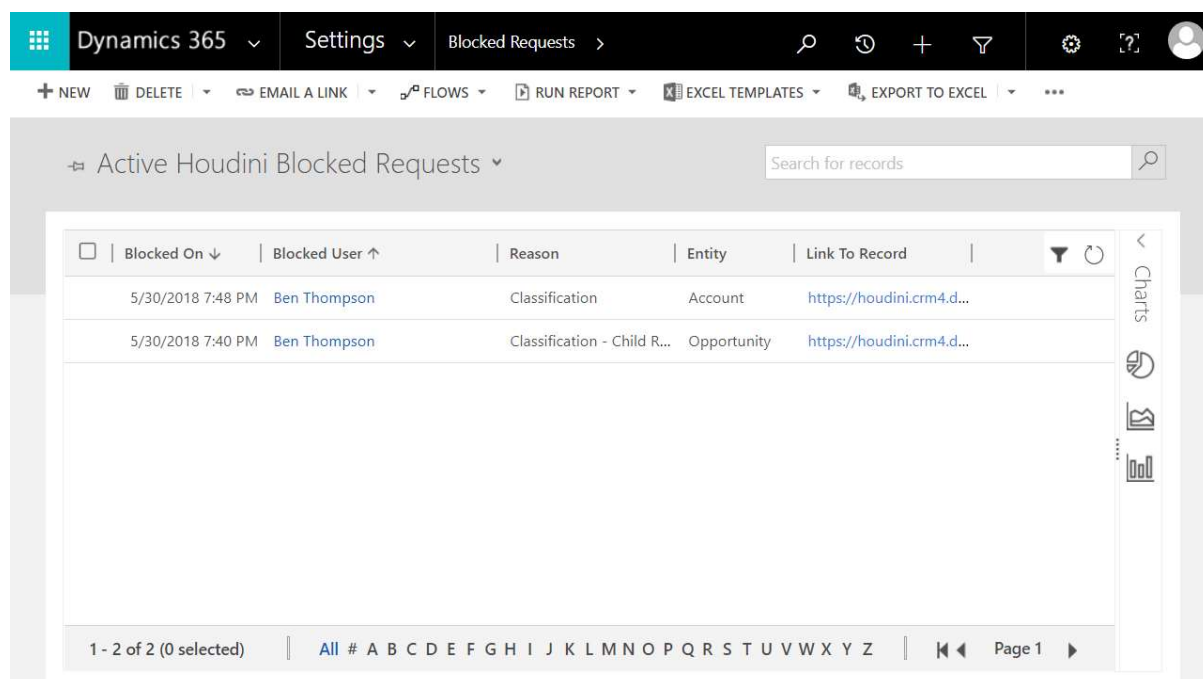 Dynamics 365 Settings Blocked Requests > [?]
NEW DELETE EMAIL A LINK FLOWS RUN REPORT EXCEL TEMPLATES EXPORT TO EXCEL ...
Active Houdini Blocked Requests Search for records
Blocked On ↓ Blocked User ↑ Reason Entity Link To Record
5/30/2018 7:48 PM Ben Thompson Classification Account https://houdini.crm4.d...
5/30/2018 7:40 PM Ben Thompson Classification - Child R... Opportunity https://houdini.crm4.d...
Charts
1 - 2 of 2 (0 selected) All # A B C D E F G H I J K L M N O P Q R S T U V W X Y Z Page 1